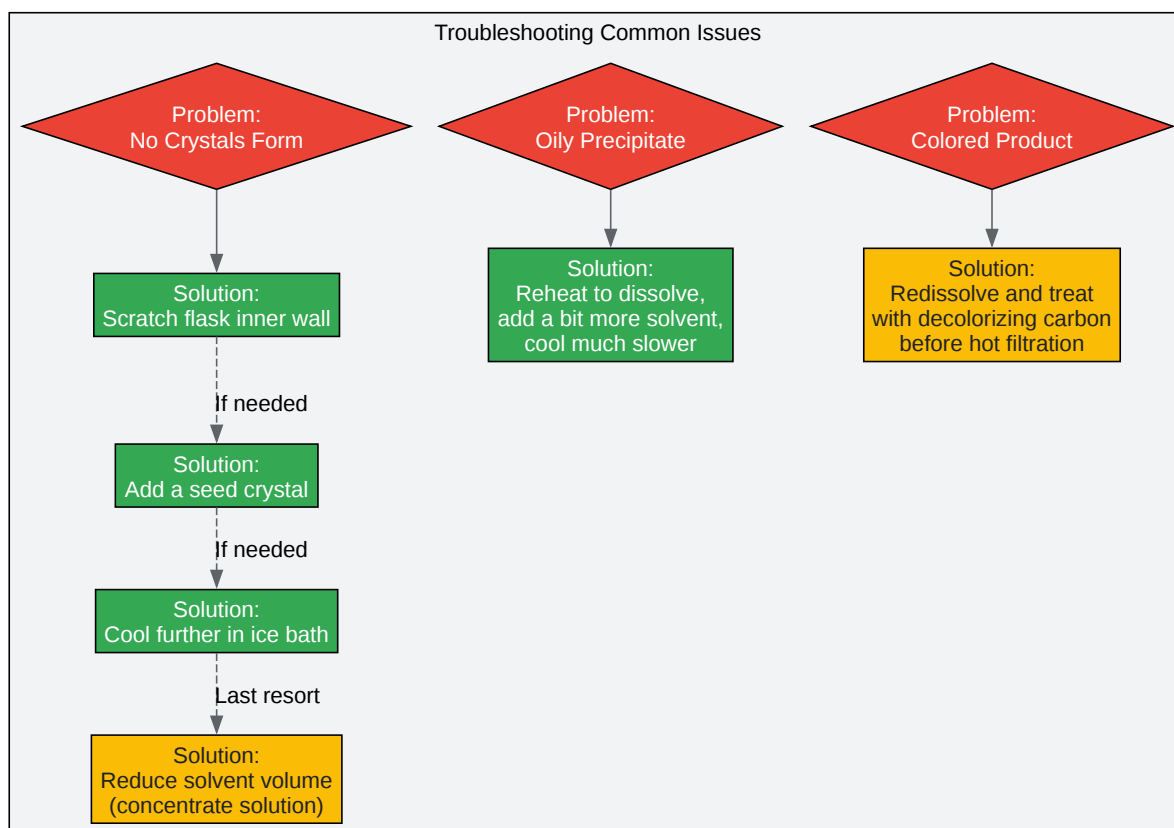 Troubleshooting Common Issues
Problem:
No Crystals Form
Solution:
Scratch flask inner wall
If needed
Solution:
Add a seed crystal
If needed
Solution:
Cool further in ice bath
Last resort
Solution:
Reduce solvent volume
(concentrate solution)
Problem:
Oily Precipitate
Solution:
Reheat to dissolve,
add a bit more solvent,
cool much slower
Problem:
Colored Product
Solution:
Redissolve and treat
with decolorizing carbon
before hot filtration